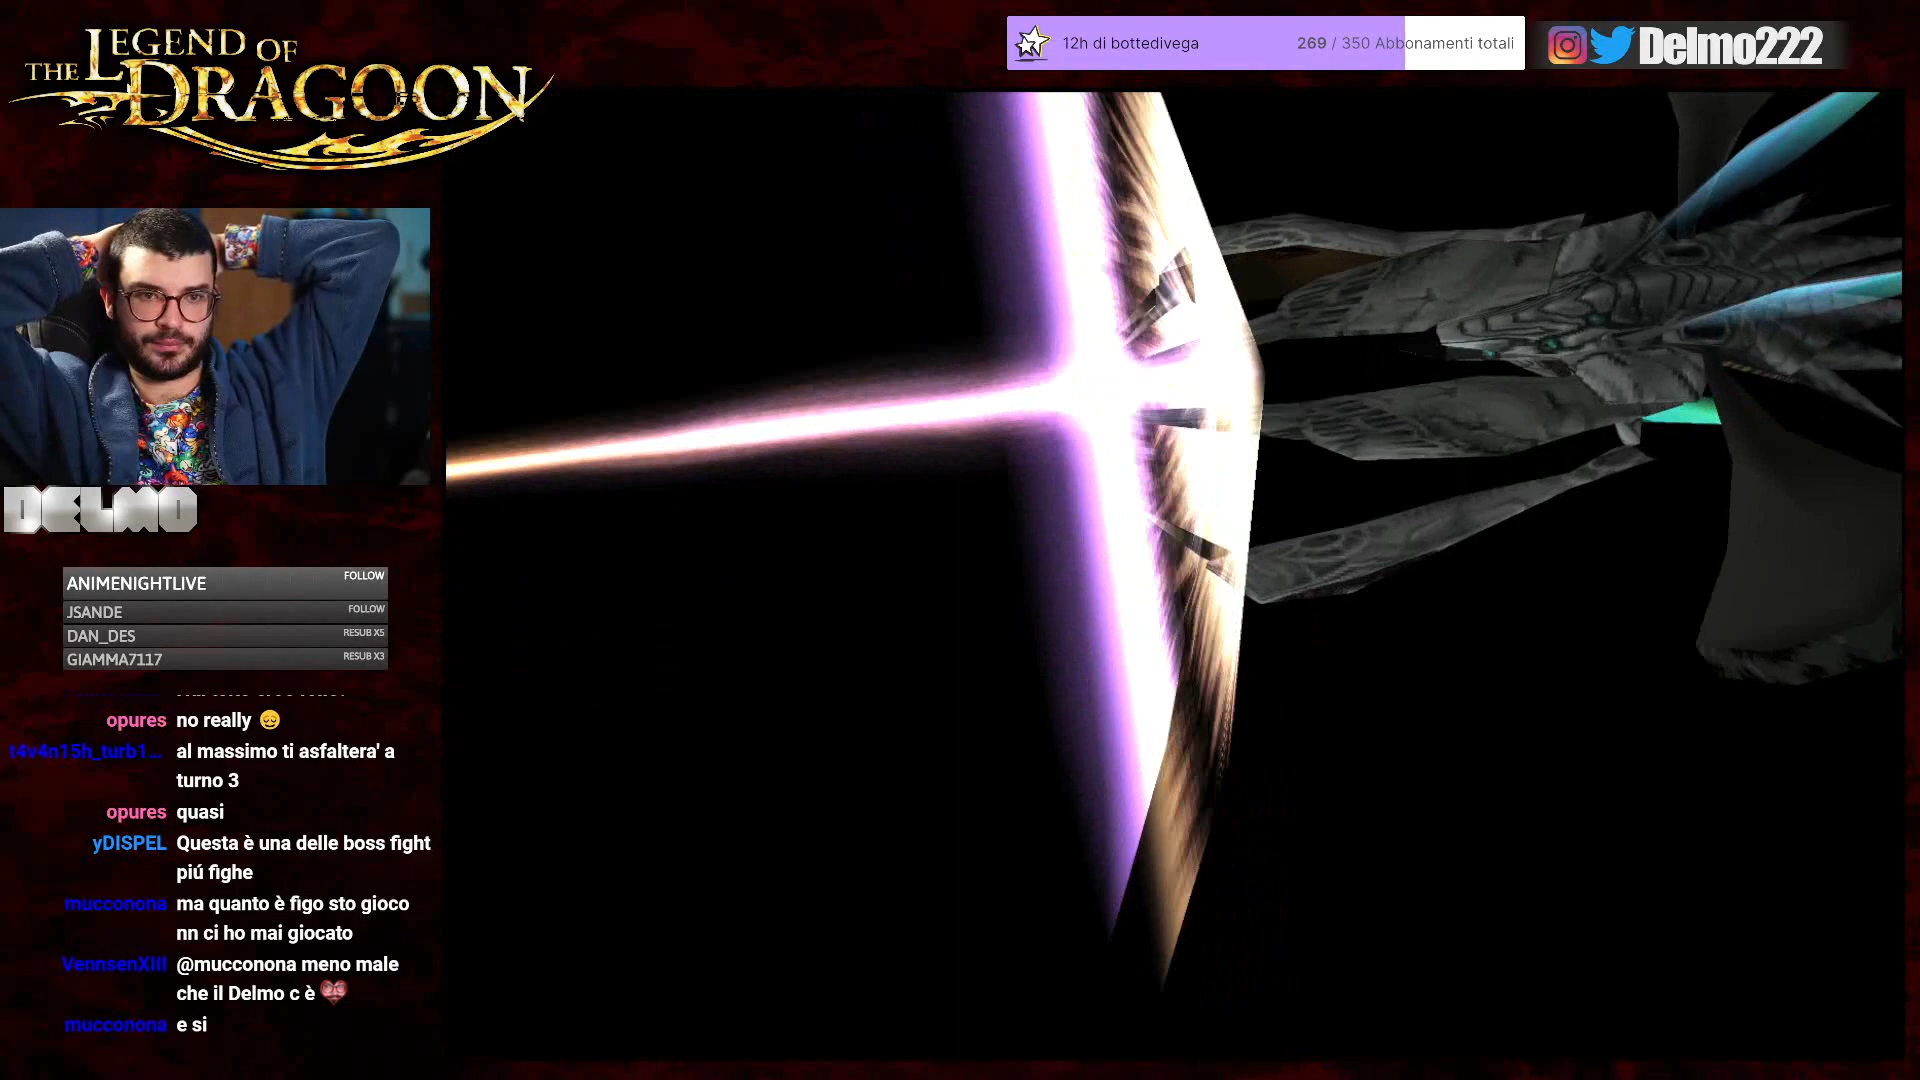 THE LEGEND OF
DRAGOON
12h di bottedivega 269 / 350 Abbonamenti totali
Delmo222
DELMO
ANIMENIGHTLIVE FOLLOW
JSANDE FOLLOW
DAN_DES RESUB X5
GIAMMA7117 RESUB X3
opures no really
t4v4n15h_turb1... al massimo ti asfaltera' a
turno 3
opures quasi
yDISPEL Questa è una delle boss fight
piú fighe
mucconona ma quanto è figo sto gioco
nn ci ho mai giocato
VennsenXIII @mucconona meno male
che il Delmo c è
mucconona e si